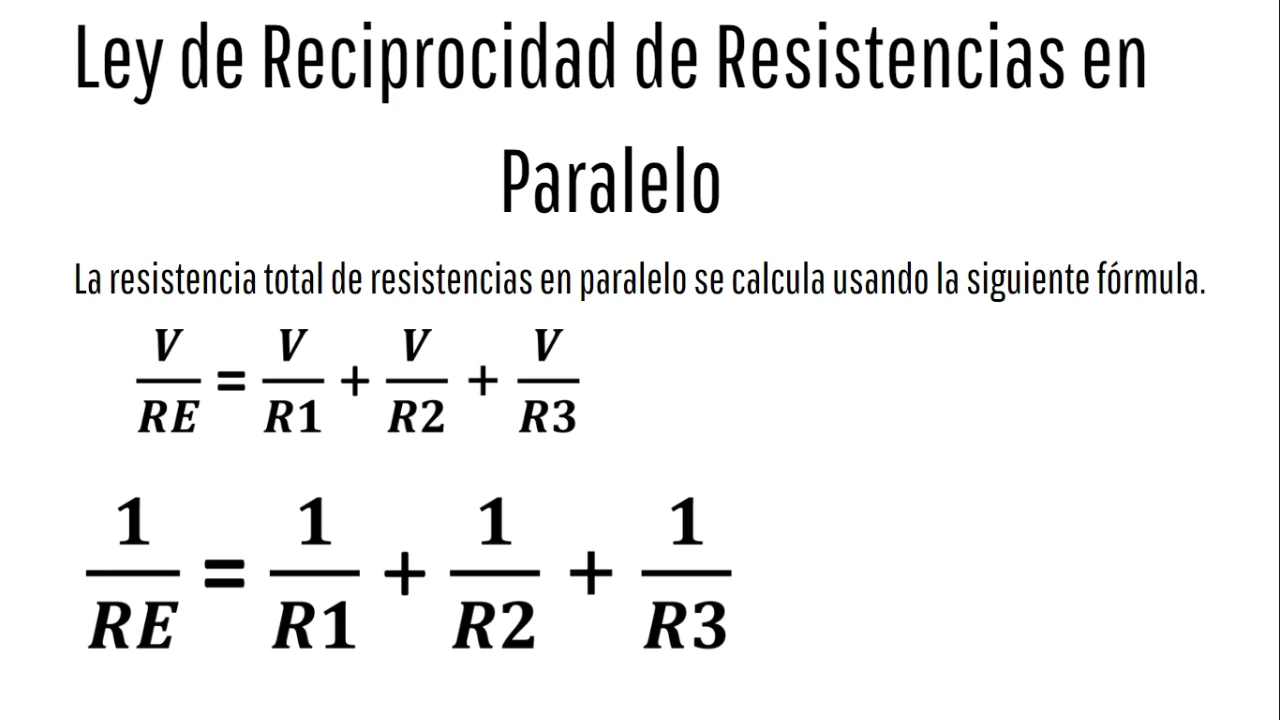 Ley de Reciprocidad de Resistencias en
Paralelo
La resistencia total de resistencias en paralelo se calcula usando la siguiente fórmula.
V/RE = V/R1 + V/R2 + V/R3
1/RE = 1/R1 + 1/R2 + 1/R3